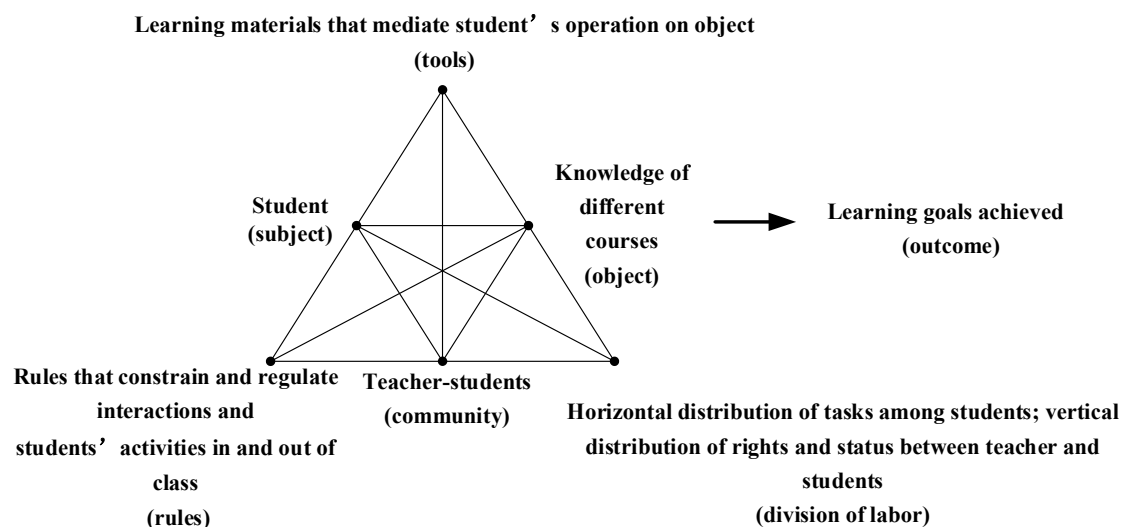 Learning materials that mediate student’s operation on object
(tools)
Student
(subject)
Knowledge of
different
courses
(object)
Learning goals achieved
(outcome)
Rules that constrain and regulate
interactions and
students’ activities in and out of
class
(rules)
Teacher-students
(community)
Horizontal distribution of tasks among students; vertical
distribution of rights and status between teacher and
students
(division of labor)